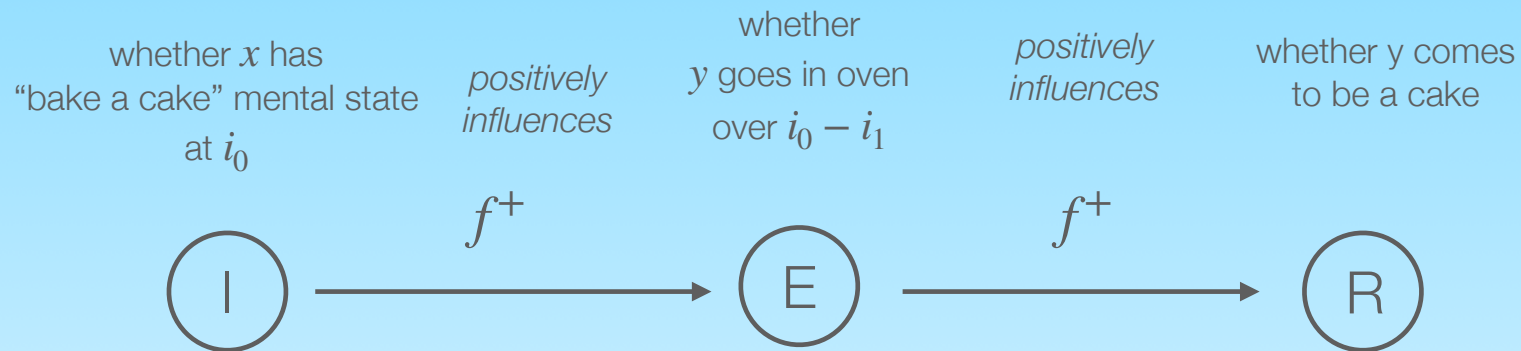 whether x has
“bake a cake” mental state
at i₀
positively
influences
whether
y goes in oven
over i₀ − i₁
positively
influences
whether y comes
to be a cake
f⁺
f⁺
I
E
R